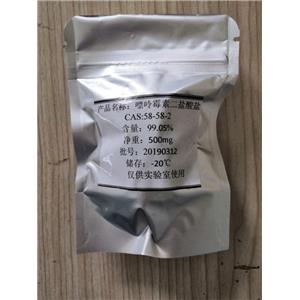 产品名称：嘌呤霉素二盐酸盐
CAS:58-58-2
含量：99.05%
净重：500mg
批号：20190312
储存：-20℃
仅供实验室使用